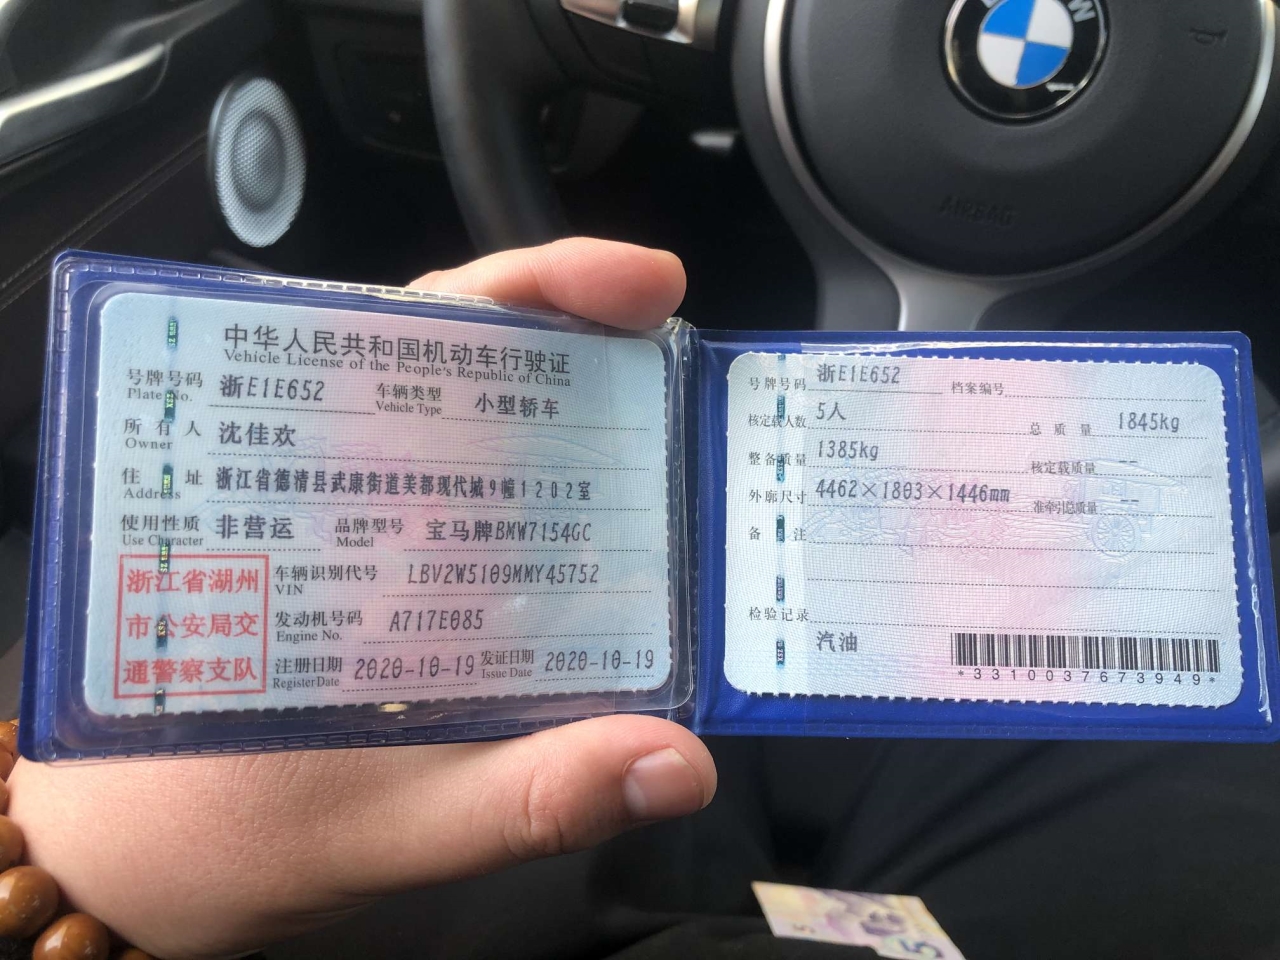 中华人民共和国机动车行驶证
Vehicle License of the People's Republic of China
号牌号码 浙E1E652 车辆类型 小型轿车
Plate No. Vehicle Type
所有人 沈佳欢
Owner
住址 浙江省德清县武康街道美都现代城9幢1202室
Address
使用性质 非营运 品牌型号 宝马牌BMW7154GC
Use Character Model
浙江省湖州
市公安局交
通警察支队
车辆识别代号 LBV2W5109MMY45752
VIN
发动机号码 A717E085
Engine No.
注册日期 2020-10-19 发证日期 2020-10-19
Register Date Issue Date
号牌号码 浙E1E652 档案编号
核定载人数 5人 总质量 1845kg
整备质量 1385kg 核定载质量 --
外廓尺寸 4462×1803×1446mm 准牵引总质量 --
备注
检验记录
汽油
*3310037673949*
AIRBAG
5